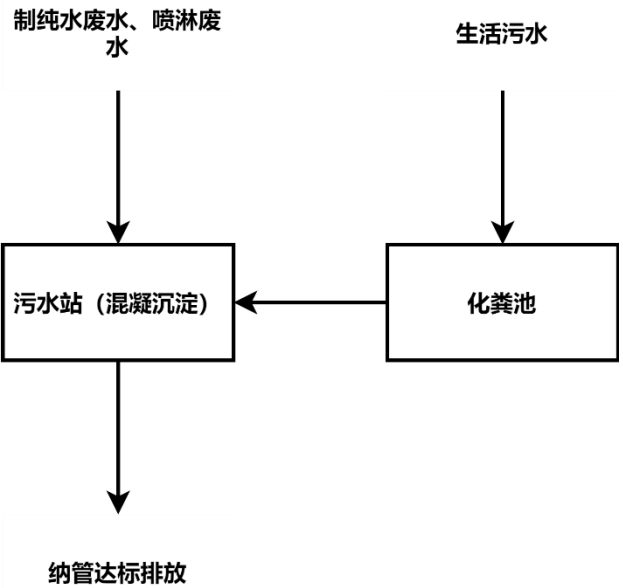 制纯水废水、喷淋废
水
生活污水
污水站（混凝沉淀）
化粪池
纳管达标排放